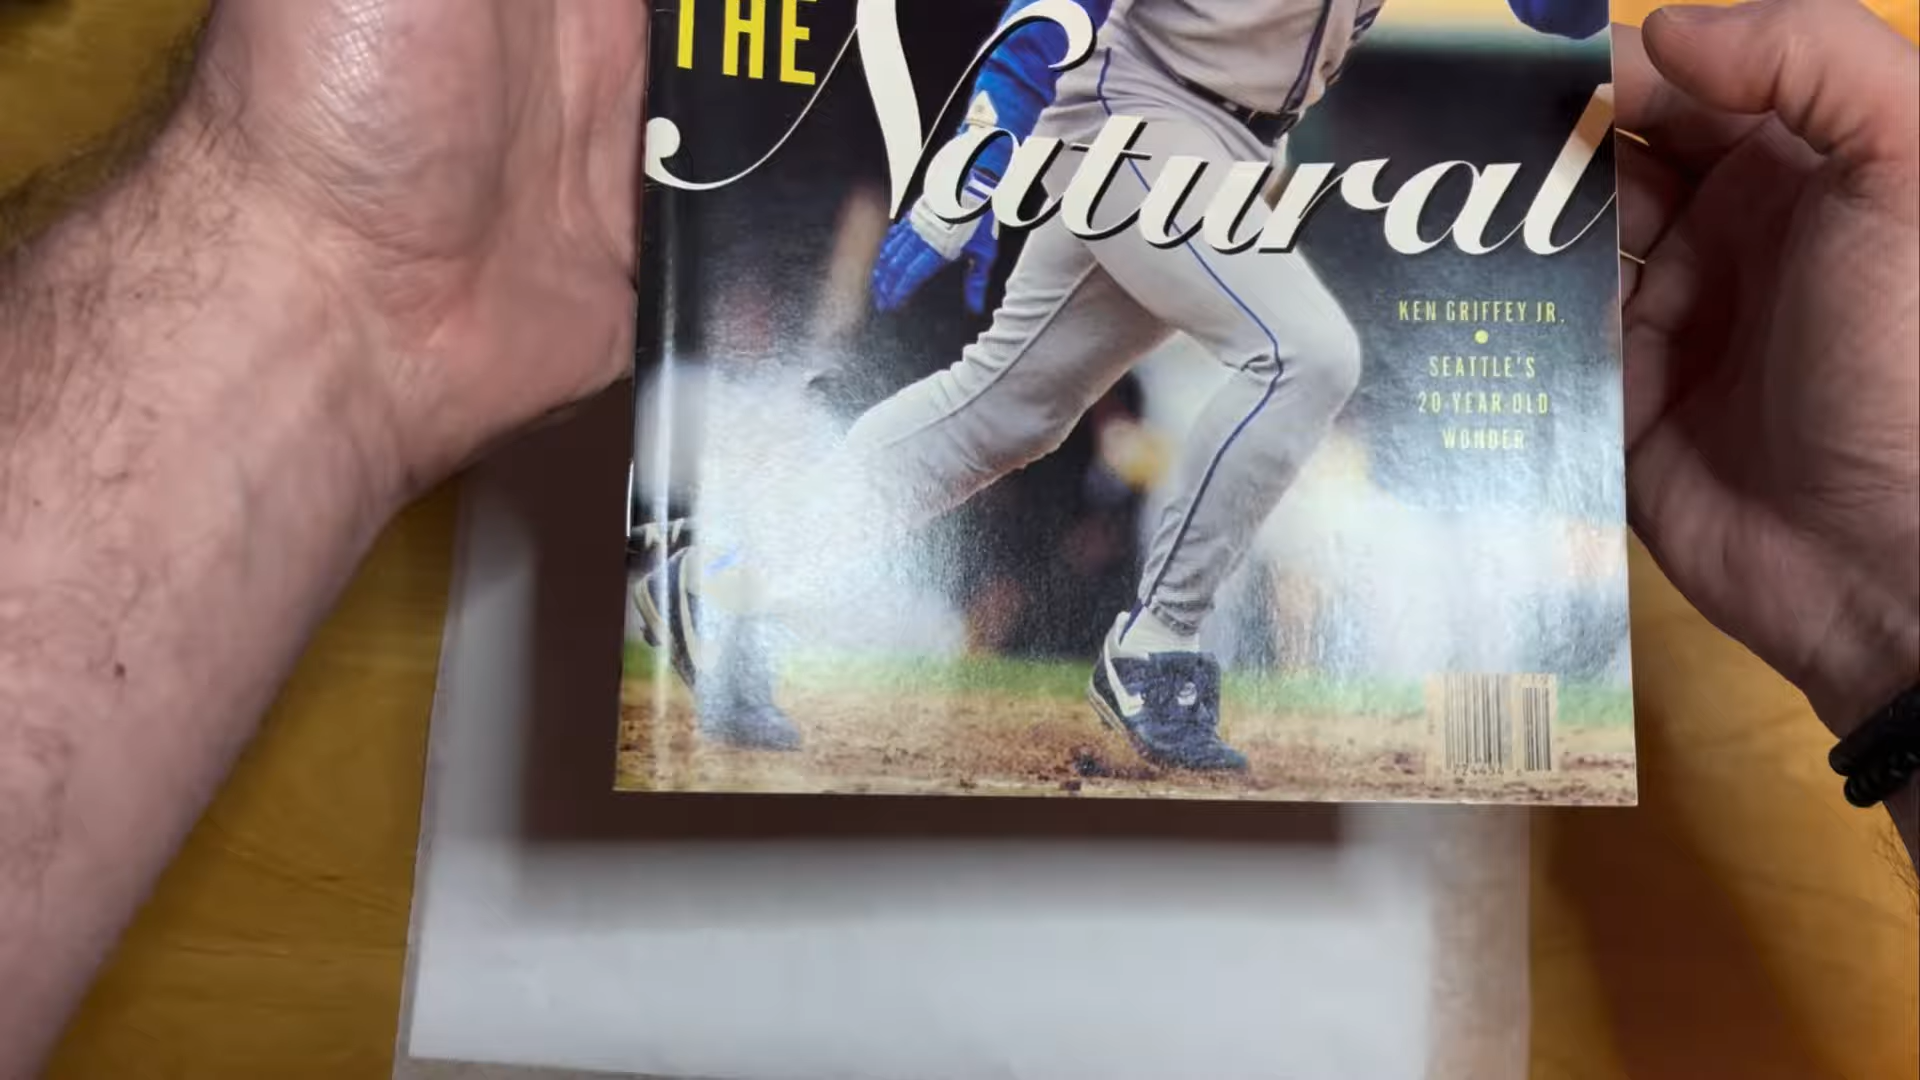 THE
Natural
KEN GRIFFEY JR.
SEATTLE'S
20-YEAR-OLD
WONDER